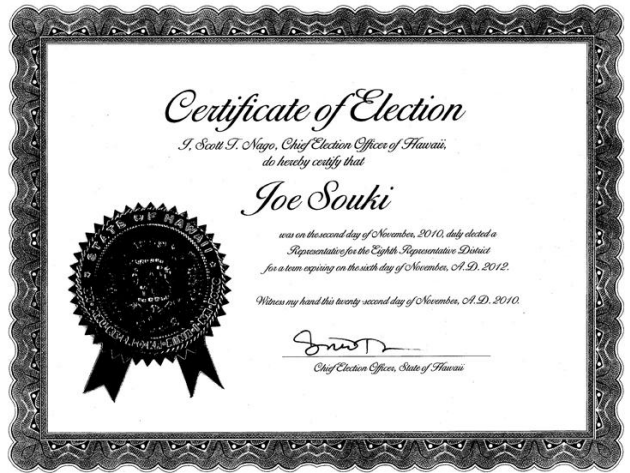 Certificate of Election
I, Scott T. Nago, Chief Election Officer of Hawaii,
do hereby certify that
Joe Souki
was on the second day of November, 2010, duly elected a
Representative for the Eighth Representative District
for a term expiring on the sixth day of November, A.D. 2012.
Witness my hand this twenty-second day of November, A.D. 2010.
Chief Election Officer, State of Hawaii
STATE OF HAWAII